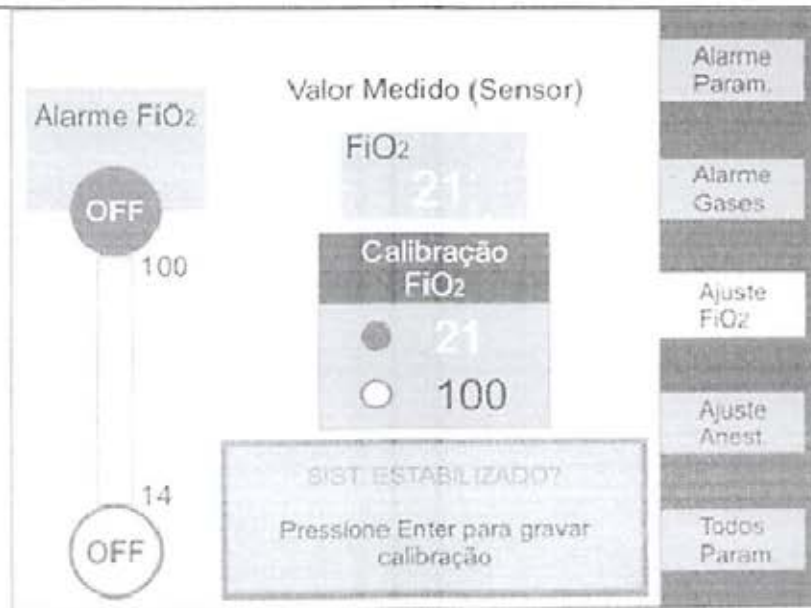 Alarme FiO2
OFF
100
14
OFF
Valor Medido (Sensor)
FiO2
21
Calibração
FiO2
21
100
SIST. ESTABILIZADO?
Pressione Enter para gravar
calibração
Alarme
Param.
Alarme
Gases
Ajuste
FiO2
Ajuste
Anest.
Todos
Param.